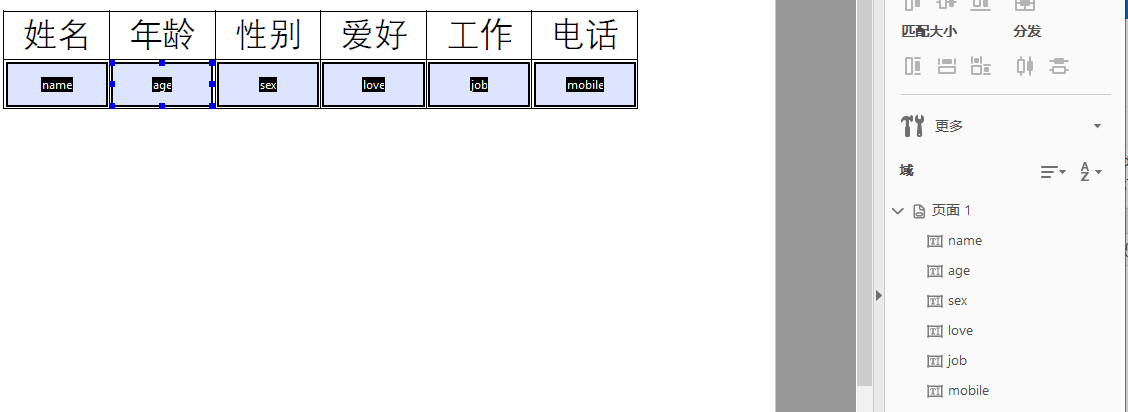 姓名 年龄 性别 爱好 工作 电话
name age sex love job mobile
匹配大小 分发
更多
域
页面 1
name
age
sex
love
job
mobile